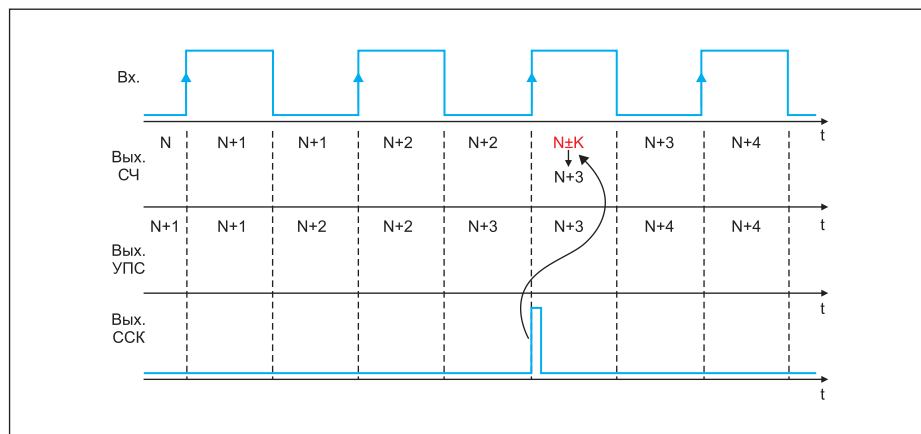 Вх.
t
N N+1 N+1 N+2 N+2 N±K N+3 N+4
Вых.
СЧ
N+3
t
N+1 N+1 N+2 N+2 N+3 N+3 N+4 N+4
Вых.
УПС
t
Вых.
ССК
t